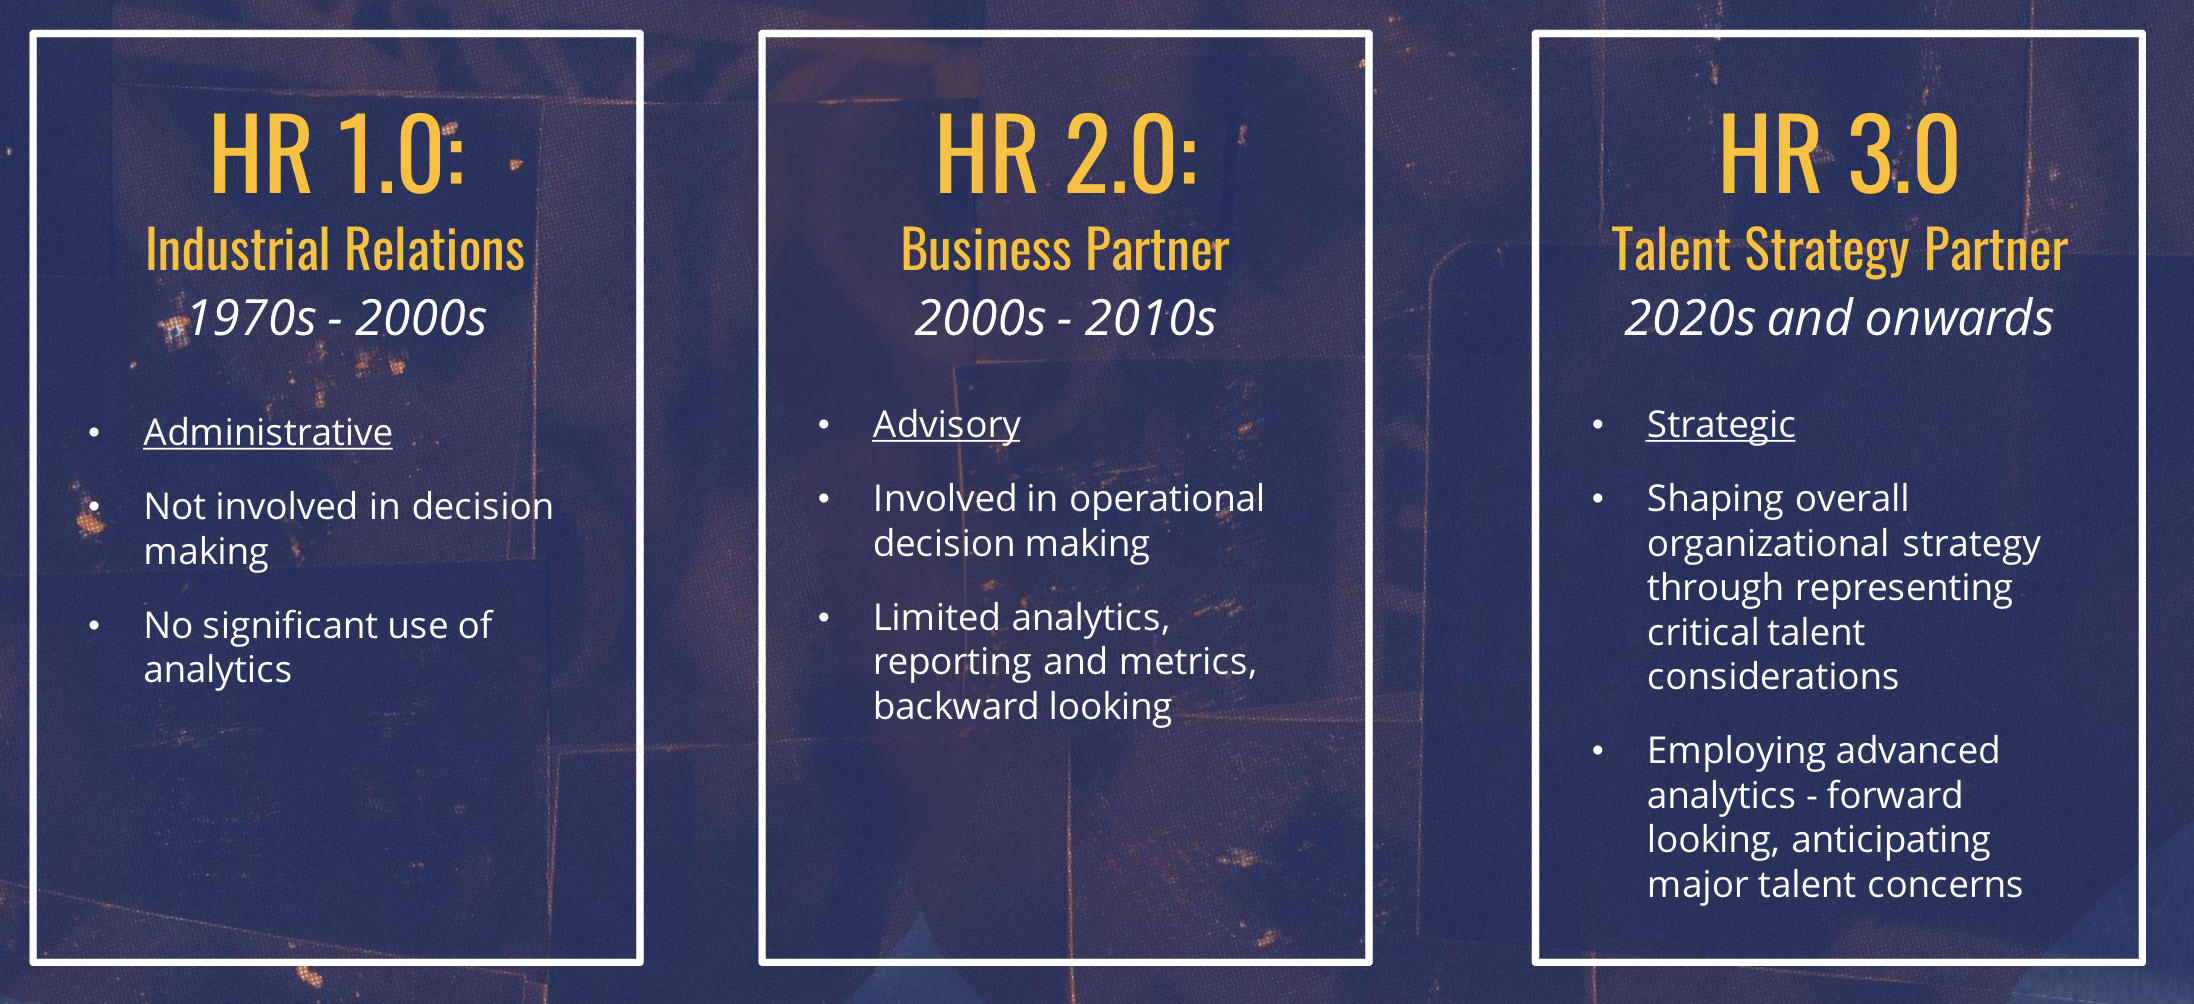 HR 1.0:
Industrial Relations
1970s - 2000s
• Administrative
• Not involved in decision
making
• No significant use of
analytics
HR 2.0:
Business Partner
2000s - 2010s
• Advisory
• Involved in operational
decision making
• Limited analytics,
reporting and metrics,
backward looking
HR 3.0
Talent Strategy Partner
2020s and onwards
• Strategic
• Shaping overall
organizational strategy
through representing
critical talent
considerations
• Employing advanced
analytics - forward
looking, anticipating
major talent concerns